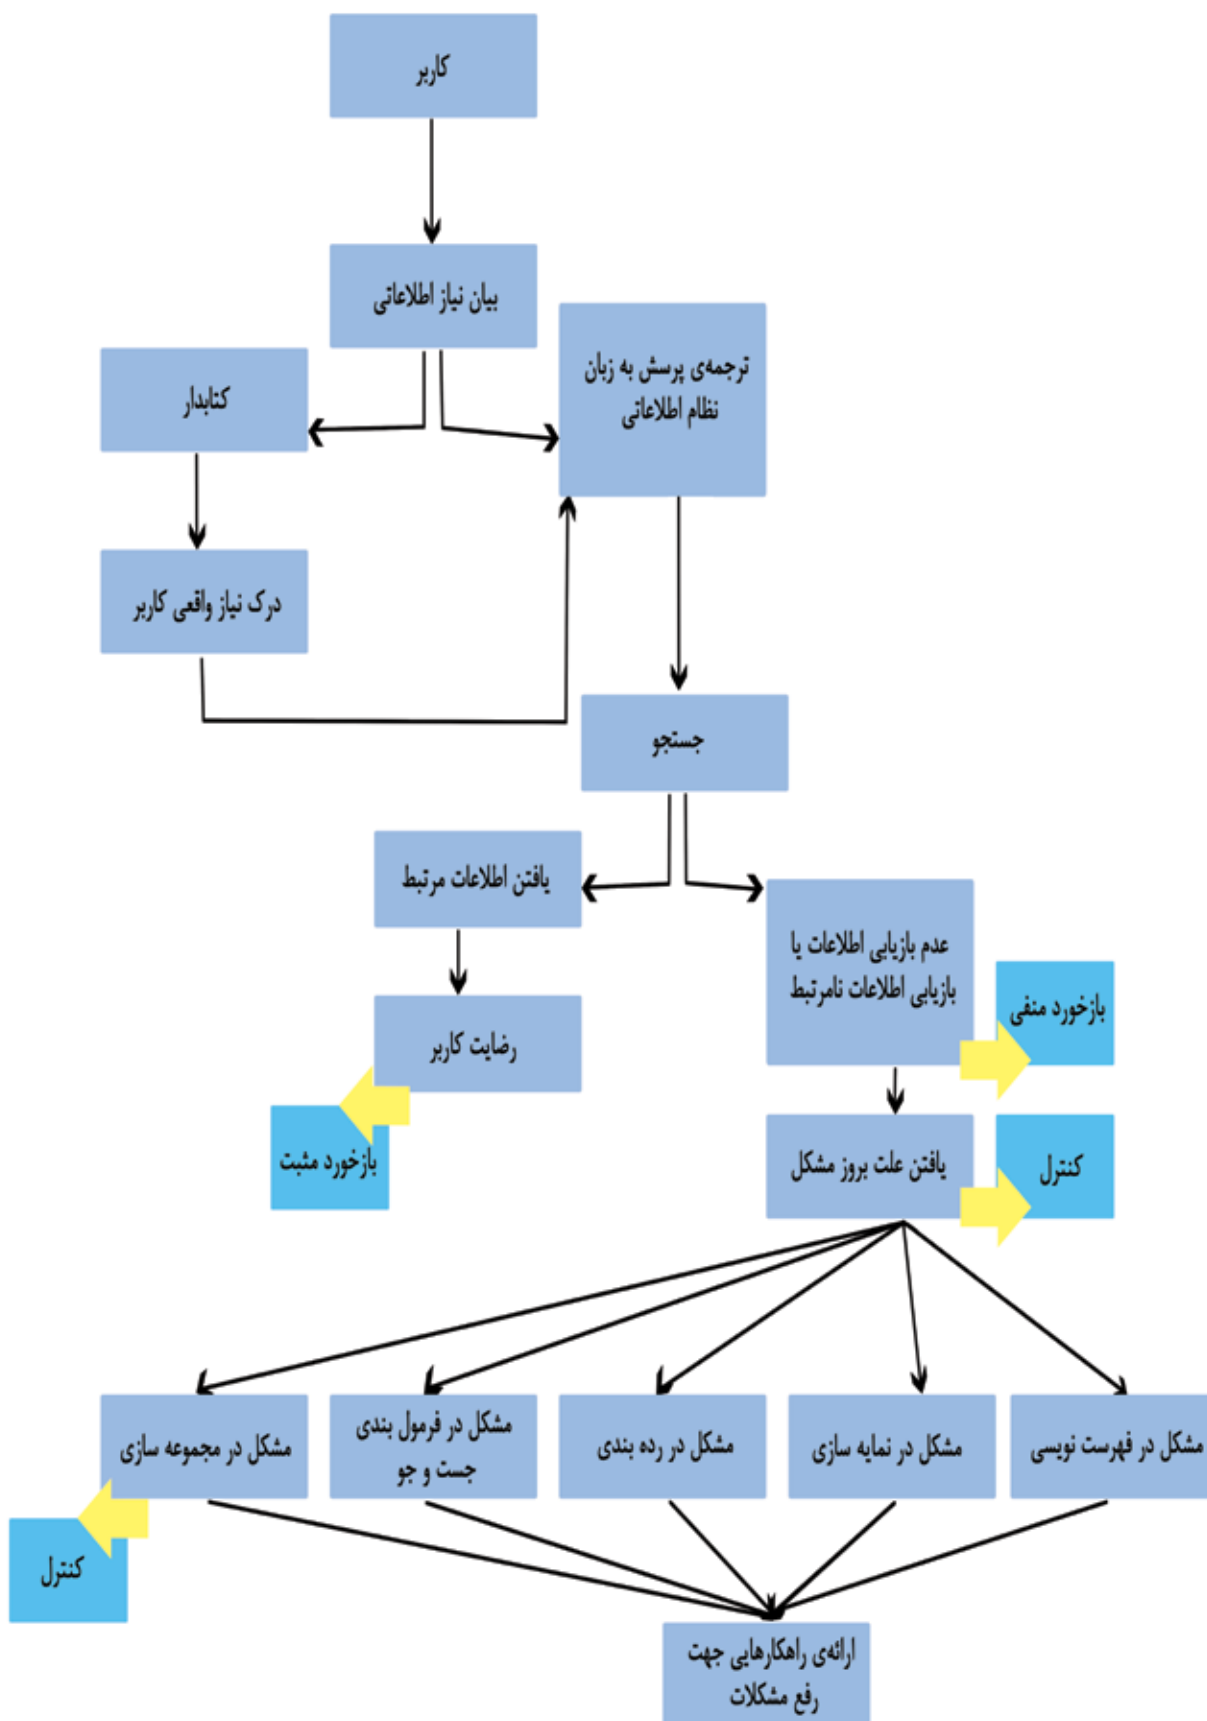 کاربر
بیان نیاز اطلاعاتی
ترجمه‌ی پرسش به زبان
نظام اطلاعاتی
کتابدار
درک نیاز واقعی کاربر
جستجو
یافتن اطلاعات مرتبط
عدم بازیابی اطلاعات یا
بازیابی اطلاعات نامرتبط
بازخورد منفی
رضایت کاربر
بازخورد مثبت
یافتن علت بروز مشکل
کنترل
مشکل در فهرست نویسی
مشکل در نمایه سازی
مشکل در رده بندی
مشکل در فرمول بندی
جست و جو
مشکل در مجموعه سازی
کنترل
ارائه‌ی راهکارهایی جهت
رفع مشکلات